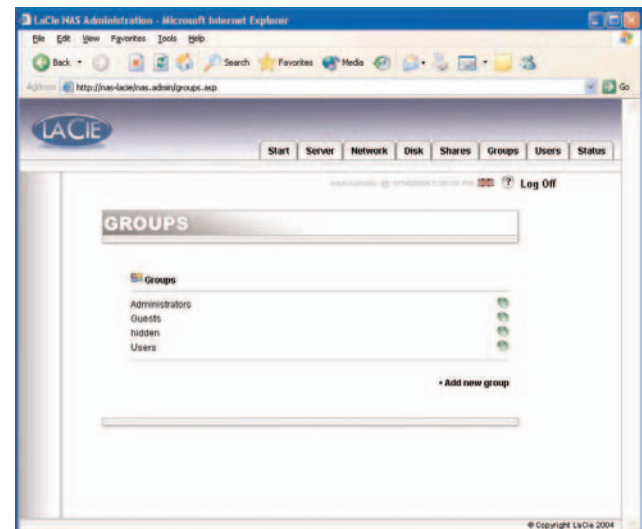 LaCie NAS Administration - Microsoft Internet Explorer
File Edit View Favorites Tools Help
Back Search Favorites Media
Address http://nas-lacie/nas.admin/groups.asp Go
LACIE
Start Server Network Disk Shares Groups Users Status
? Log Off
GROUPS
Groups
Administrators
Guests
hidden
Users
• Add new group
© Copyright LaCie 2004